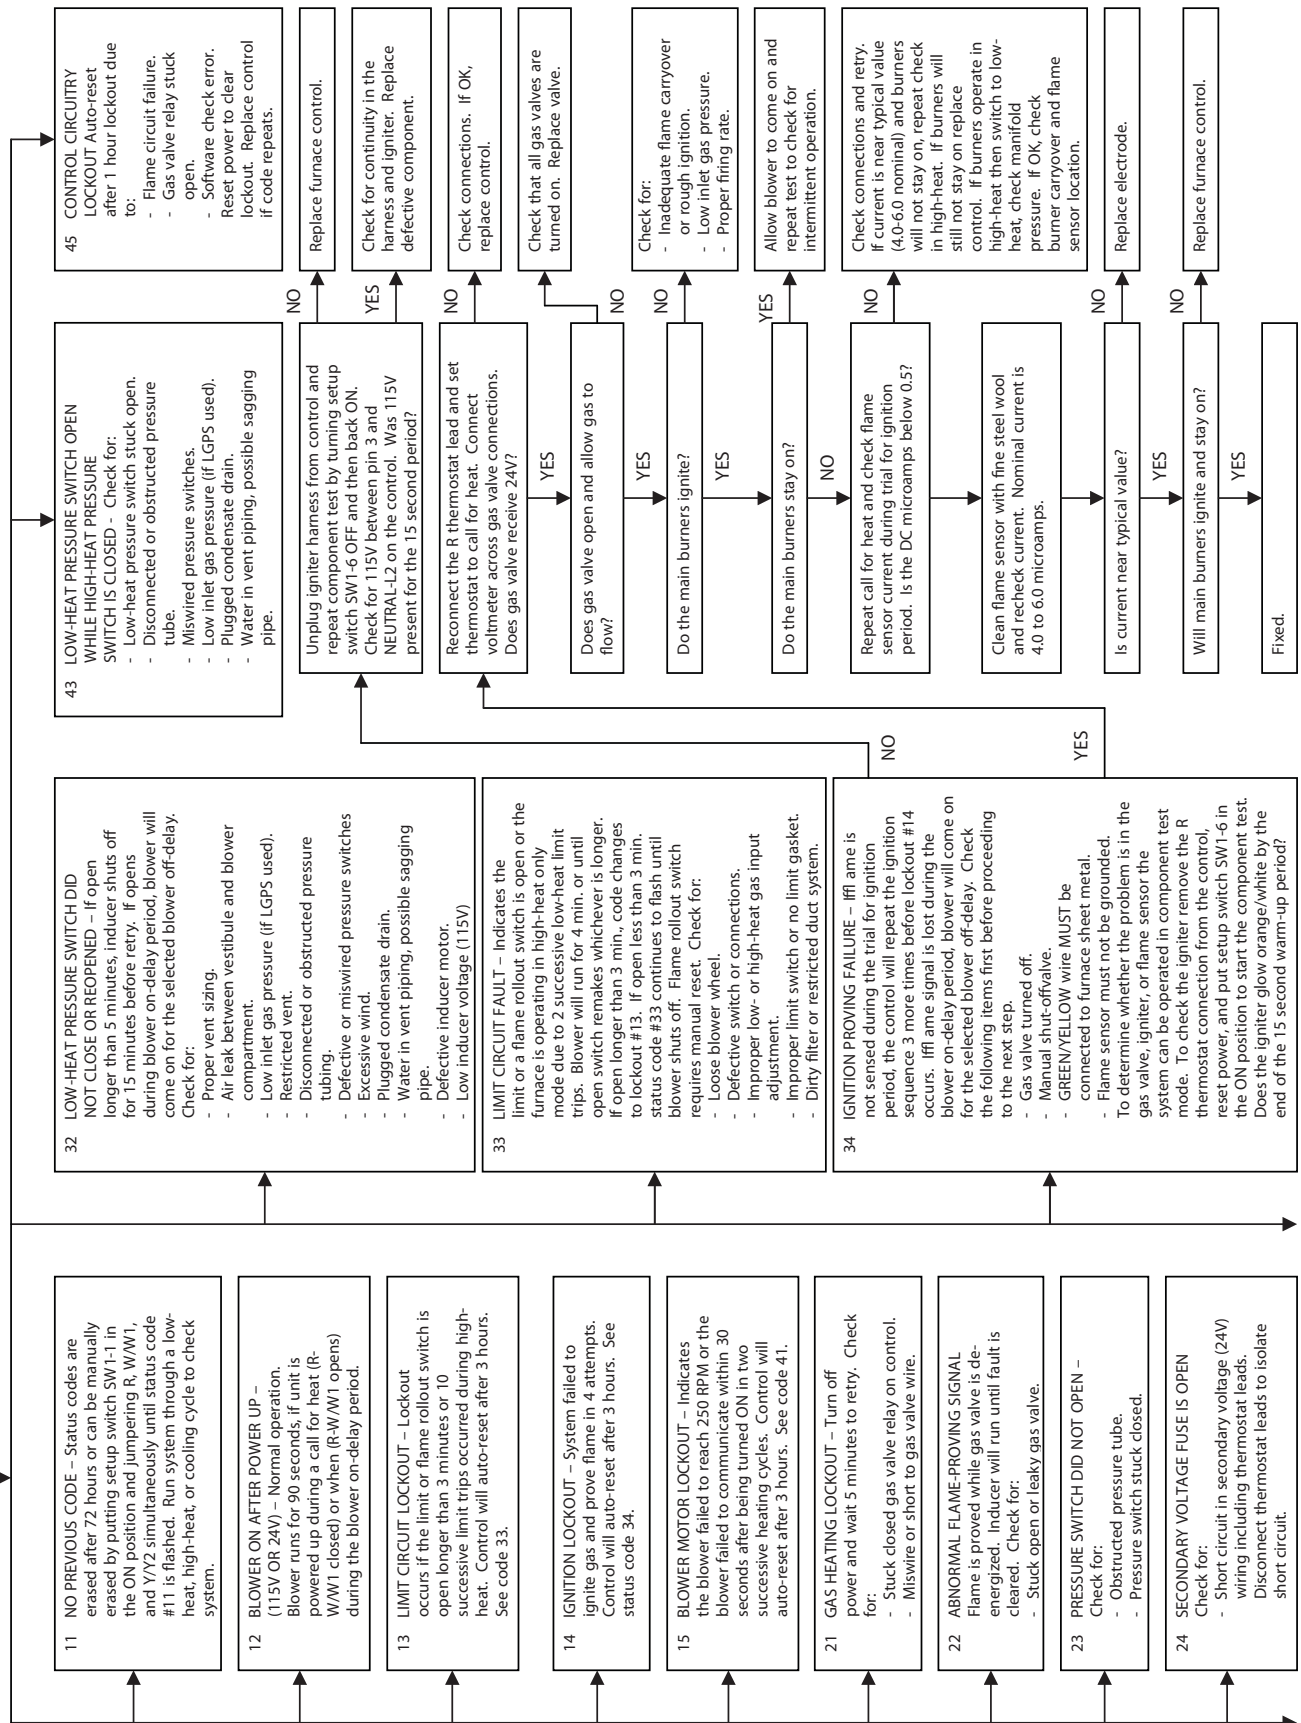 11 NO PREVIOUS CODE – Status codes are
erased after 72 hours or can be manually
erased by putting setup switch SW1-1 in
the ON position and jumpering R, W/W1,
and Y/Y2 simultaneously until status code
#11 is flashed. Run system through a low-
heat, high-heat, or cooling cycle to check
system.
12 BLOWER ON AFTER POWER UP –
(115V OR 24V) – Normal operation.
Blower runs for 90 seconds, if unit is
powered up during a call for heat (R-
W/W1 closed) or when (R-W/W1 opens)
during the blower on-delay period.
13 LIMIT CIRCUIT LOCKOUT – Lockout
occurs if the limit or flame rollout switch is
open longer than 3 minutes or 10
successive limit trips occurred during high-
heat. Control will auto-reset after 3 hours.
See code 33.
14 IGNITION LOCKOUT – System failed to
ignite gas and prove flame in 4 attempts.
Control will auto-reset after 3 hours. See
status code 34.
15 BLOWER MOTOR LOCKOUT – Indicates
the blower failed to reach 250 RPM or the
blower failed to communicate within 30
seconds after being turned ON in two
successive heating cycles. Control will
auto-reset after 3 hours. See code 41.
21 GAS HEATING LOCKOUT – Turn off
power and wait 5 minutes to retry. Check
for:
- Stuck closed gas valve relay on control.
- Miswire or short to gas valve wire.
22 ABNORMAL FLAME-PROVING SIGNAL
Flame is proved while gas valve is de-
energized. Inducer will run until fault is
cleared. Check for:
- Stuck open or leaky gas valve.
23 PRESSURE SWITCH DID NOT OPEN –
Check for:
- Obstructed pressure tube.
- Pressure switch stuck closed.
24 SECONDARY VOLTAGE FUSE IS OPEN
Check for:
- Short circuit in secondary voltage (24V)
wiring including thermostat leads.
Disconnect thermostat leads to isolate
short circuit.
32 LOW -HEAT PRESSURE SWITCH DID
NOT CLOSE OR REOPENED – If open
longer than 5 minutes, inducer shuts off
for 15 minutes before retry. If opens
during blower on-delay period, blower will
come on for the selected blower off-delay.
Check for:
- Proper vent sizing.
- Air leak between vestibule and blower
compartment.
- Low inlet gas pressure (if LGPS used).
- Restricted vent.
- Disconnected or obstructed pressure
tubing.
- Defective or miswired pressure switches
- Excessive wind.
- Plugged condensate drain.
- Water in vent piping, possible sagging
pipe.
- Defective inducer motor.
- Low inducer voltage (115V)
33 LIMIT CIRCUIT FAULT – Indicates the
limit or a flame rollout switch is open or the
furnace is operating in high-heat only
mode due to 2 successive low-heat limit
trips. Blower will run for 4 min. or until
open switch remakes whichever is longer.
If open longer than 3 min., code changes
to lockout #13. If open less than 3 min.
status code #33 continues to flash until
blower shuts off. Flame rollout switch
requires manual reset. Check for:
- Loose blower wheel.
- Defective switch or connections.
- Improper low- or high-heat gas input
adjustment.
- Improper limit switch or no limit gasket.
- Dirty filter or restricted duct system.
34 IGNITION PROVING FAILURE – Iffl ame is
not sensed during the trial for ignition
period, the control will repeat the ignition
sequence 3 more times before lockout #14
occurs. Iffl ame signal is lost during the
blower on-delay period, blower will come on
for the selected blower off-delay. Check
the following items first before proceeding
to the next step.
- Gas valve turned off.
- Manual shut-offvalve.
- GREEN/YELLOW wire MUST be
connected to furnace sheet metal.
- Flame sensor must not be grounded.
To determine whether the problem is in the
gas valve, igniter, or flame sensor the
system can be operated in component test
mode. To check the igniter remove the R
thermostat connection from the control,
reset power, and put setup switch SW1-6 in
the ON position to start the component test.
Does the igniter glow orange/white by the
end of the 15 second warm-up period?
NO
YES
43 LOW-HEAT PRESSURE SWITCH OPEN
WHILE HIGH-HEAT PRESSURE
SWITCH IS CLOSED - Check for:
- Low-heat pressure switch stuck open.
- Disconnected or obstructed pressure
tube.
- Miswired pressure switches.
- Low inlet gas pressure (if LGPS used).
- Plugged condensate drain.
- Water in vent piping, possible sagging
pipe.
Unplug igniter harness from control and
repeat component test by turning setup
switch SW1-6 OFF and then back ON.
Check for 115V between pin 3 and
NEUTRAL-L2 on the control. Was 115V
present for the 15 second period?
NO
YES
Reconnect the R thermostat lead and set
thermostat to call for heat. Connect
voltmeter across gas valve connections.
Does gas valve receive 24V?
NO
YES
Does gas valve open and allow gas to
flow?
NO
YES
Do the main burners ignite?
NO
YES
Do the main burners stay on?
YES
NO
Repeat call for heat and check flame
sensor current during trial for ignition
period. Is the DC microamps below 0.5?
NO
Clean flame sensor with fine steel wool
and recheck current. Nominal current is
4.0 to 6.0 microamps.
Is current near typical value?
NO
YES
Will main burners ignite and stay on?
NO
YES
Fixed.
45 CONTROL CIRCUITRY
LOCKOUT Auto-reset
after 1 hour lockout due
to:
- Flame circuit failure.
- Gas valve relay stuck
open.
- Software check error.
Reset power to clear
lockout. Replace control
if code repeats.
Replace furnace control.
Check for continuity in the
harness and igniter. Replace
defective component.
Check connections. If OK,
replace control.
Check that all gas valves are
turned on. Replace valve.
Check for:
- Inadequate flame carryover
or rough ignition.
- Low inlet gas pressure.
- Proper firing rate.
Allow blower to come on and
repeat test to check for
intermittent operation.
Check connections and retry.
If current is near typical value
(4.0-6.0 nominal) and burners
will not stay on, repeat check
in high-heat. If burners will
still not stay on replace
control. If burners operate in
high-heat then switch to low-
heat, check manifold
pressure. If OK, check
burner carryover and flame
sensor location.
Replace electrode.
Replace furnace control.